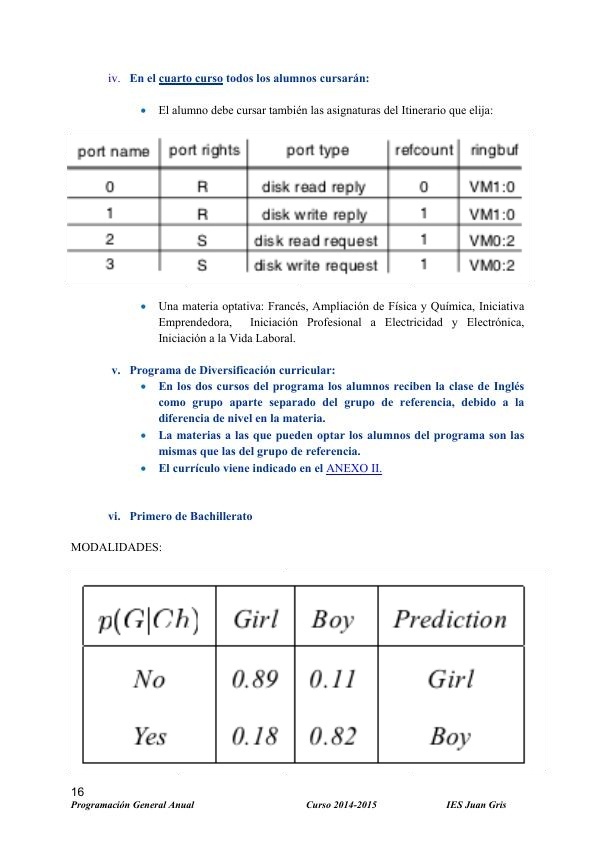 iv. En el cuarto curso todos los alumnos cursarán:
• El alumno debe cursar también las asignaturas del Itinerario que elija:
port name port rights port type refcount ringbuf
0 R disk read reply 0 VM1:0
1 R disk write reply 1 VM1:0
2 S disk read request 1 VM0:2
3 S disk write request 1 VM0:2
• Una materia optativa: Francés, Ampliación de Física y Química, Iniciativa
Emprendedora, Iniciación Profesional a Electricidad y Electrónica,
Iniciación a la Vida Laboral.
v. Programa de Diversificación curricular:
• En los dos cursos del programa los alumnos reciben la clase de Inglés
como grupo aparte separado del grupo de referencia, debido a la
diferencia de nivel en la materia.
• La materias a las que pueden optar los alumnos del programa son las
mismas que las del grupo de referencia.
• El currículo viene indicado en el ANEXO II.
vi. Primero de Bachillerato
MODALIDADES:
p(G|Ch) Girl Boy Prediction
No 0.89 0.11 Girl
Yes 0.18 0.82 Boy
16
Programación General Anual Curso 2014-2015 IES Juan Gris